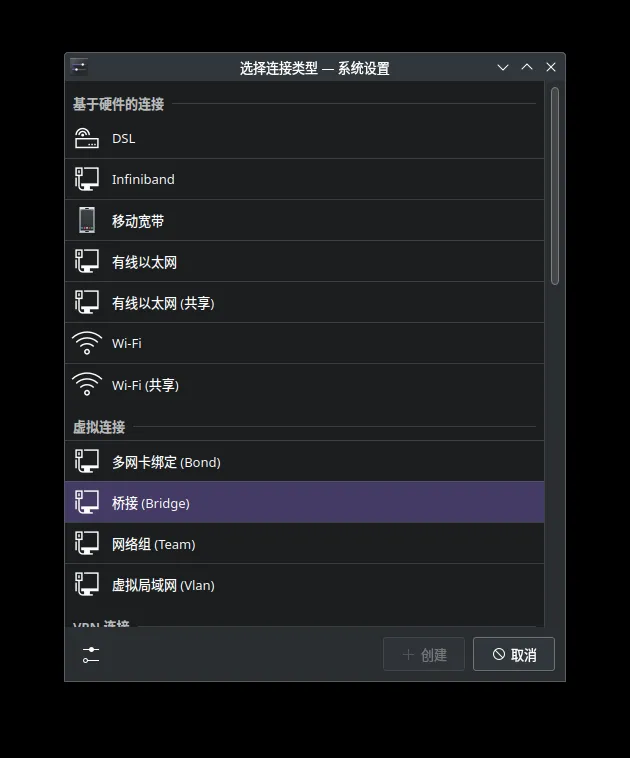 选择连接类型 — 系统设置
基于硬件的连接
DSL
Infiniband
移动宽带
有线以太网
有线以太网 (共享)
Wi-Fi
Wi-Fi (共享)
虚拟连接
多网卡绑定 (Bond)
桥接 (Bridge)
网络组 (Team)
虚拟局域网 (Vlan)
VPN 连接
创建
取消